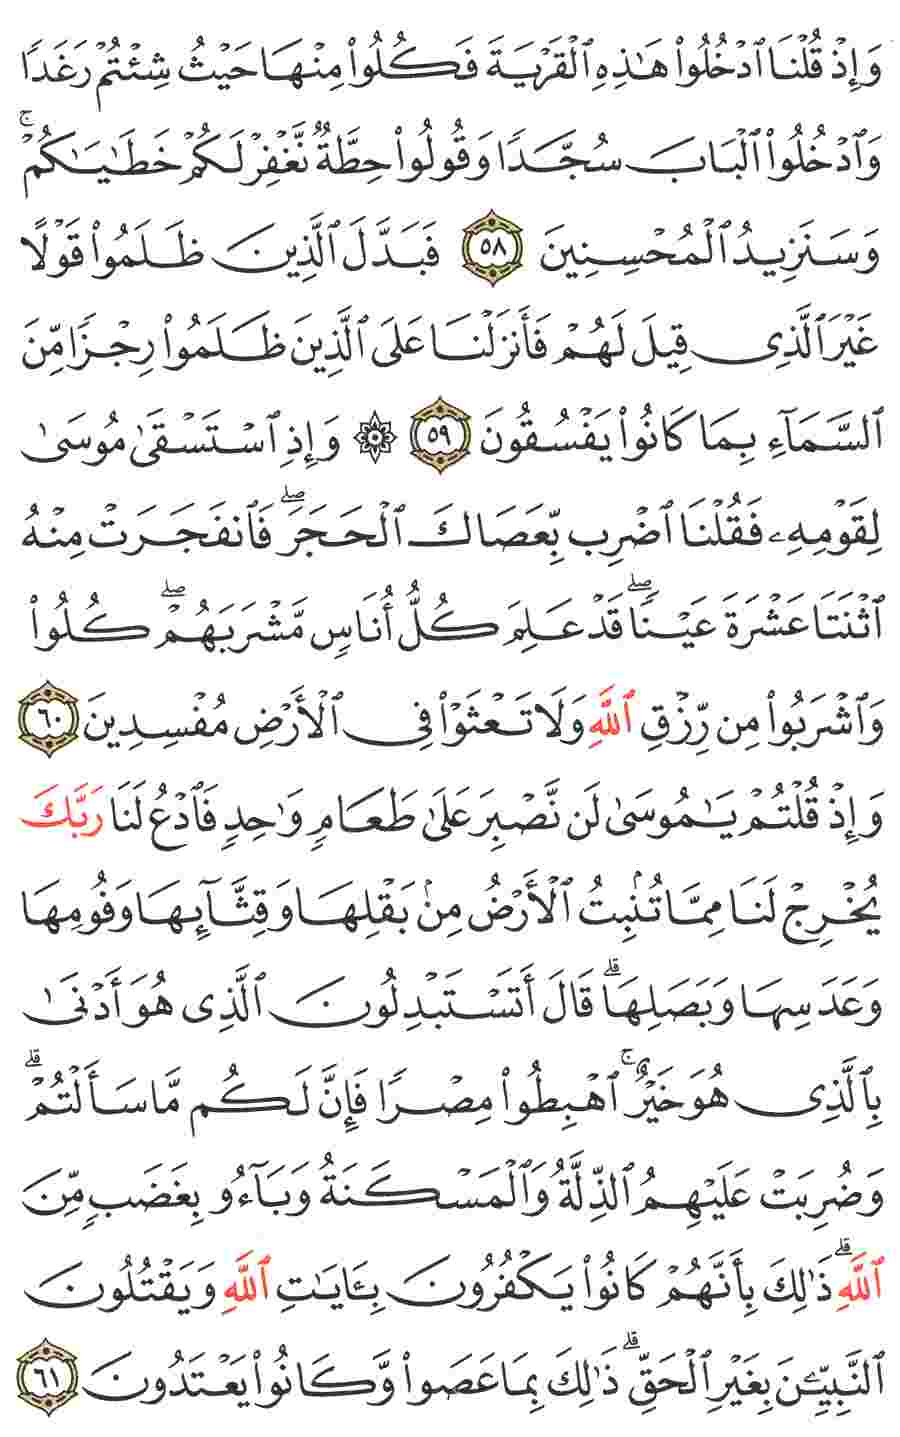 وَإِذۡ قُلۡنَا ٱدۡخُلُواْ هَٰذِهِ ٱلۡقَرۡيَةَ فَكُلُواْ مِنۡهَا حَيۡثُ شِئۡتُمۡ رَغَدٗا
وَٱدۡخُلُواْ ٱلۡبَابَ سُجَّدٗا وَقُولُواْ حِطَّةٞ نَّغۡفِرۡ لَكُمۡ خَطَٰيَٰكُمۡۚ
وَسَنَزِيدُ ٱلۡمُحۡسِنِينَ ٥٨ فَبَدَّلَ ٱلَّذِينَ ظَلَمُواْ قَوۡلًا
غَيۡرَ ٱلَّذِي قِيلَ لَهُمۡ فَأَنزَلۡنَا عَلَى ٱلَّذِينَ ظَلَمُواْ رِجۡزٗا مِّنَ
ٱلسَّمَآءِ بِمَا كَانُواْ يَفۡسُقُونَ ٥٩ ۞ وَإِذِ ٱسۡتَسۡقَىٰ مُوسَىٰ
لِقَوۡمِهِۦ فَقُلۡنَا ٱضۡرِب بِّعَصَاكَ ٱلۡحَجَرَۖ فَٱنفَجَرَتۡ مِنۡهُ
ٱثۡنَتَا عَشۡرَةَ عَيۡنٗاۖ قَدۡ عَلِمَ كُلُّ أُنَاسٖ مَّشۡرَبَهُمۡۖ كُلُواْ
وَٱشۡرَبُواْ مِن رِّزۡقِ ٱللَّهِ وَلَا تَعۡثَوۡاْ فِي ٱلۡأَرۡضِ مُفۡسِدِينَ ٦٠
وَإِذۡ قُلۡتُمۡ يَٰمُوسَىٰ لَن نَّصۡبِرَ عَلَىٰ طَعَامٖ وَٰحِدٖ فَٱدۡعُ لَنَا رَبَّكَ
يُخۡرِجۡ لَنَا مِمَّا تُنۢبِتُ ٱلۡأَرۡضُ مِنۢ بَقۡلِهَا وَقِثَّآئِهَا وَفُومِهَا
وَعَدَسِهَا وَبَصَلِهَاۖ قَالَ أَتَسۡتَبۡدِلُونَ ٱلَّذِي هُوَ أَدۡنَىٰ
بِٱلَّذِي هُوَ خَيۡرٌۚ ٱهۡبِطُواْ مِصۡرٗا فَإِنَّ لَكُم مَّا سَأَلۡتُمۡۗ
وَضُرِبَتۡ عَلَيۡهِمُ ٱلذِّلَّةُ وَٱلۡمَسۡكَنَةُ وَبَآءُو بِغَضَبٖ مِّنَ
ٱللَّهِۗ ذَٰلِكَ بِأَنَّهُمۡ كَانُواْ يَكۡفُرُونَ بِـَٔايَٰتِ ٱللَّهِ وَيَقۡتُلُونَ
ٱلنَّبِيِّـۧنَ بِغَيۡرِ ٱلۡحَقِّۗ ذَٰلِكَ بِمَا عَصَواْ وَّكَانُواْ يَعۡتَدُونَ ٦١